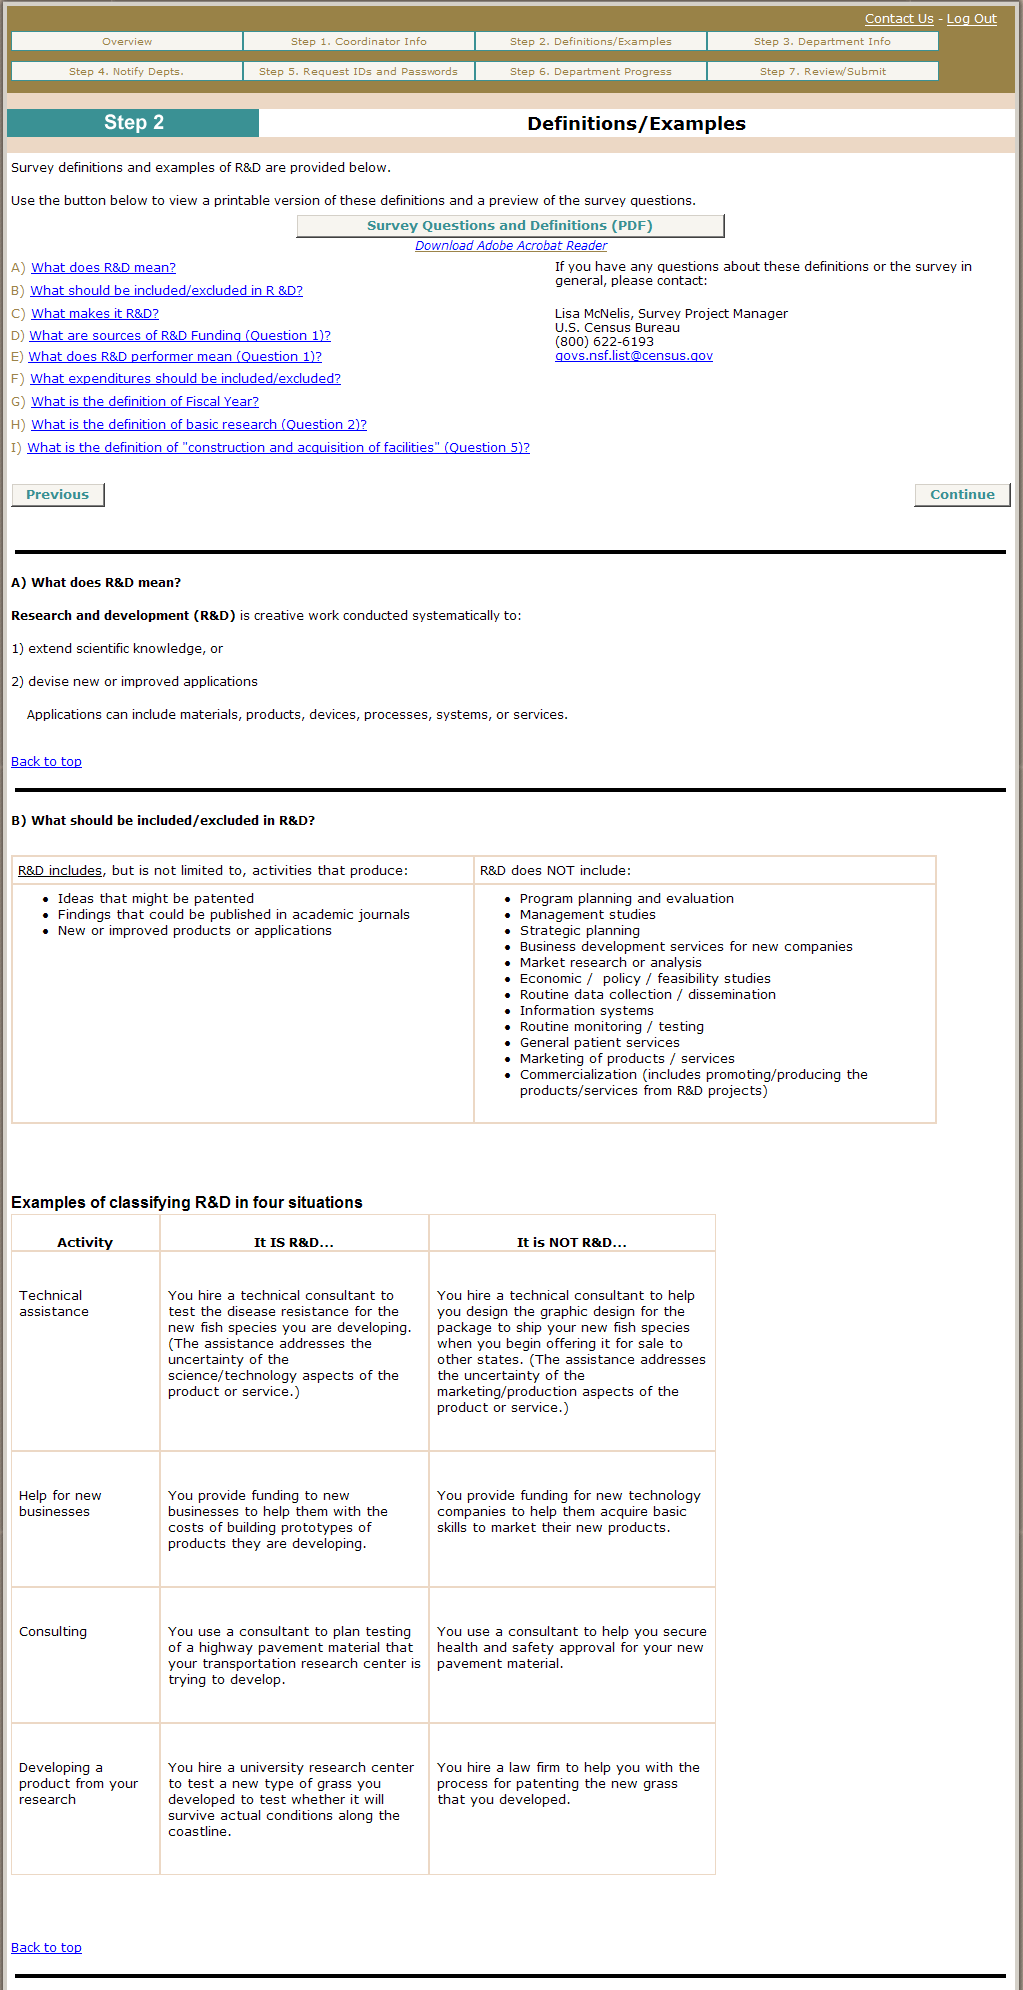 Contact Us - Log Out
Overview
Step 1. Coordinator Info
Step 2. Definitions/Examples
Step 3. Department Info
Step 4. Notify Depts.
Step 5. Request IDs and Passwords
Step 6. Department Progress
Step 7. Review/Submit
Step 2
Definitions/Examples
Survey definitions and examples of R&D are provided below.
Use the button below to view a printable version of these definitions and a preview of the survey questions.
Survey Questions and Definitions (PDF)
Download Adobe Acrobat Reader
A) What does R&D mean?
B) What should be included/excluded in R &D?
C) What makes it R&D?
D) What are sources of R&D Funding (Question 1)?
E) What does R&D performer mean (Question 1)?
F) What expenditures should be included/excluded?
G) What is the definition of Fiscal Year?
H) What is the definition of basic research (Question 2)?
I) What is the definition of "construction and acquisition of facilities" (Question 5)?
If you have any questions about these definitions or the survey in
general, please contact:
Lisa McNelis, Survey Project Manager
U.S. Census Bureau
(800) 622-6193
govs.nsf.list@census.gov
Previous
Continue
A) What does R&D mean?
Research and development (R&D) is creative work conducted systematically to:
1) extend scientific knowledge, or
2) devise new or improved applications
Applications can include materials, products, devices, processes, systems, or services.
Back to top
B) What should be included/excluded in R&D?
R&D includes, but is not limited to, activities that produce:
• Ideas that might be patented
• Findings that could be published in academic journals
• New or improved products or applications
R&D does NOT include:
• Program planning and evaluation
• Management studies
• Strategic planning
• Business development services for new companies
• Market research or analysis
• Economic /  policy / feasibility studies
• Routine data collection / dissemination
• Information systems
• Routine monitoring / testing
• General patient services
• Marketing of products / services
• Commercialization (includes promoting/producing the
products/services from R&D projects)
Examples of classifying R&D in four situations
Activity
It IS R&D...
It is NOT R&D...
Technical
assistance
You hire a technical consultant to
test the disease resistance for the
new fish species you are developing.
(The assistance addresses the
uncertainty of the
science/technology aspects of the
product or service.)
You hire a technical consultant to help
you design the graphic design for the
package to ship your new fish species
when you begin offering it for sale to
other states. (The assistance addresses
the uncertainty of the
marketing/production aspects of the
product or service.)
Help for new
businesses
You provide funding to new
businesses to help them with the
costs of building prototypes of
products they are developing.
You provide funding for new technology
companies to help them acquire basic
skills to market their new products.
Consulting
You use a consultant to plan testing
of a highway pavement material that
your transportation research center is
trying to develop.
You use a consultant to help you secure
health and safety approval for your new
pavement material.
Developing a
product from your
research
You hire a university research center
to test a new type of grass you
developed to test whether it will
survive actual conditions along the
coastline.
You hire a law firm to help you with the
process for patenting the new grass
that you developed.
Back to top